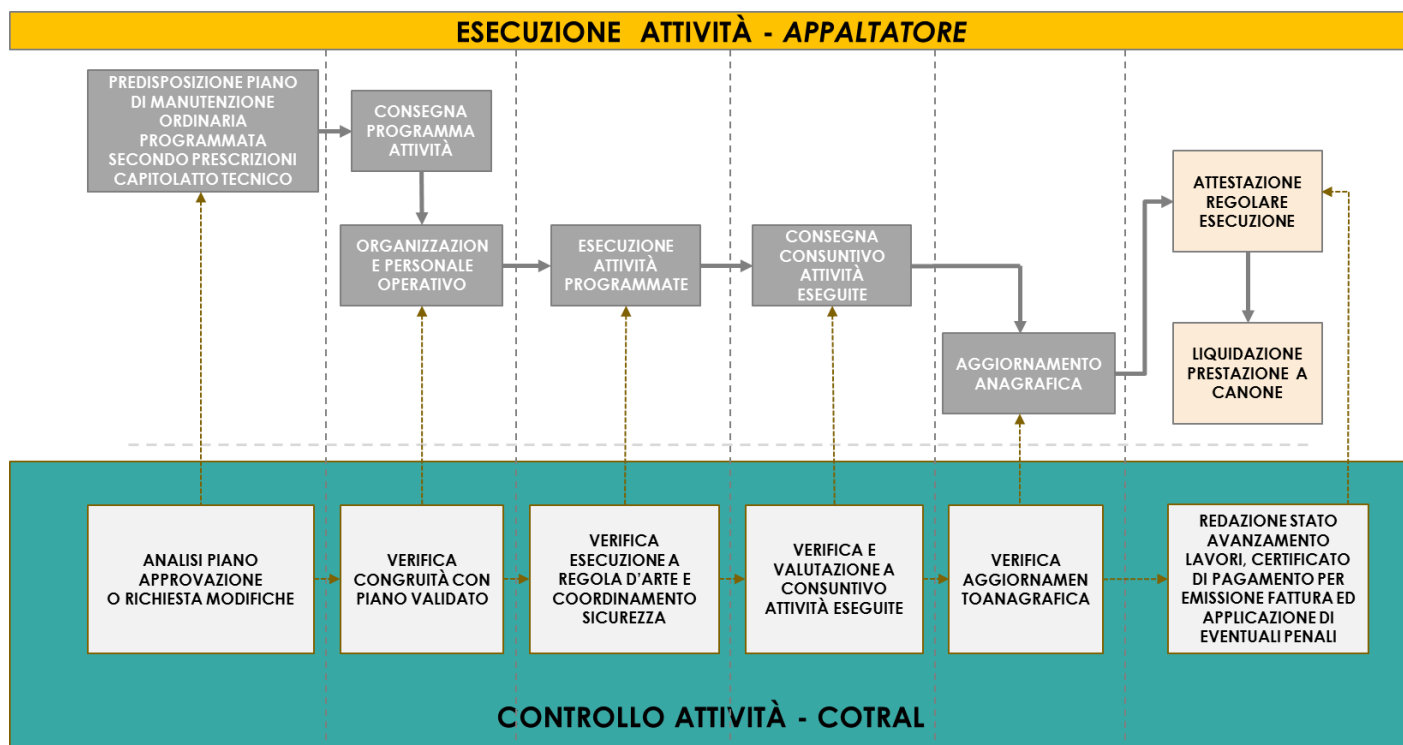 ESECUZIONE ATTIVITÀ - APPALTATORE
PREDISPOSIZIONE PIANO
DI MANUTENZIONE
ORDINARIA
PROGRAMMATA
SECONDO PRESCRIZIONI
CAPITOLATTO TECNICO
CONSEGNA
PROGRAMMA
ATTIVITÀ
ORGANIZZAZION
E PERSONALE
OPERATIVO
ESECUZIONE
ATTIVITÀ
PROGRAMMATE
CONSEGNA
CONSUNTIVO
ATTIVITÀ
ESEGUITE
AGGIORNAMENTO
ANAGRAFICA
ATTESTAZIONE
REGOLARE
ESECUZIONE
LIQUIDAZIONE
PRESTAZIONE A
CANONE
ANALISI PIANO
APPROVAZIONE
O RICHIESTA MODIFICHE
VERIFICA
CONGRUITÀ CON
PIANO VALIDATO
VERIFICA
ESECUZIONE A
REGOLA D'ARTE E
COORDINAMENTO
SICUREZZA
VERIFICA E
VALUTAZIONE A
CONSUNTIVO
ATTIVITÀ ESEGUITE
VERIFICA
AGGIORNAMEN
TOANAGRAFICA
REDAZIONE STATO
AVANZAMENTO
LAVORI, CERTIFICATO
DI PAGAMENTO PER
EMISSIONE FATTURA ED
APPLICAZIONE DI
EVENTUALI PENALI
CONTROLLO ATTIVITÀ - COTRAL